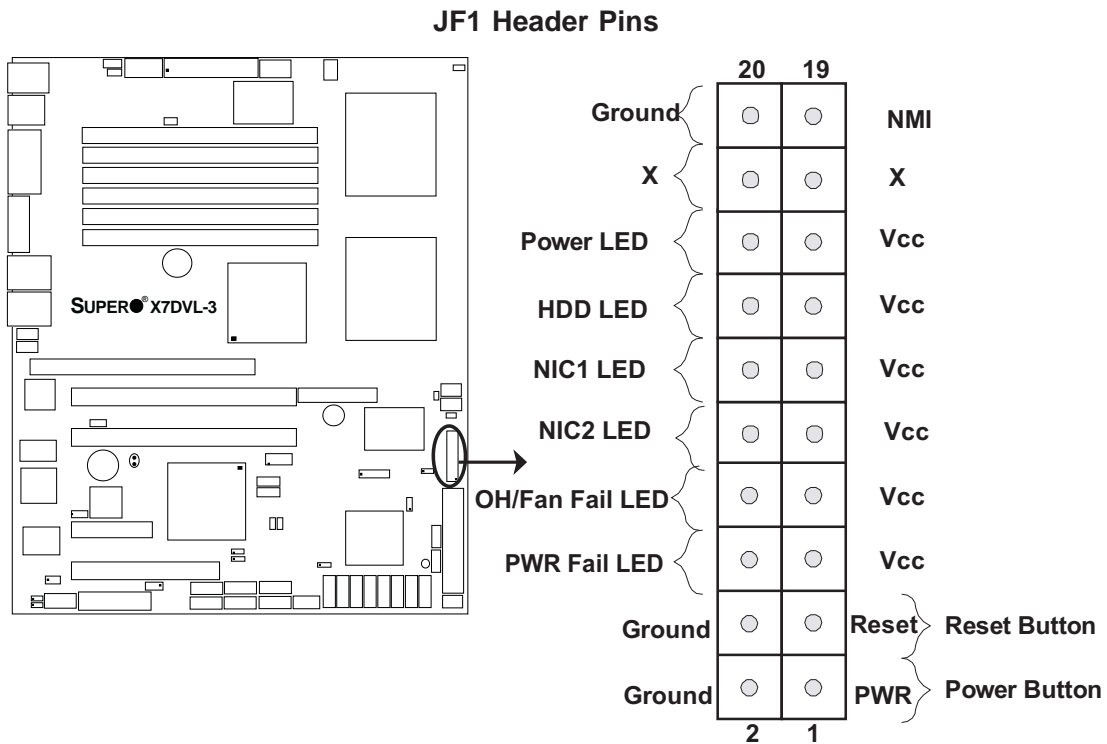 JF1 Header Pins
20 19
Ground NMI
X X
Power LED Vcc
HDD LED Vcc
SUPER® X7DVL-3
NIC1 LED Vcc
NIC2 LED Vcc
OH/Fan Fail LED Vcc
PWR Fail LED Vcc
Ground Reset Reset Button
Ground PWR Power Button
2 1